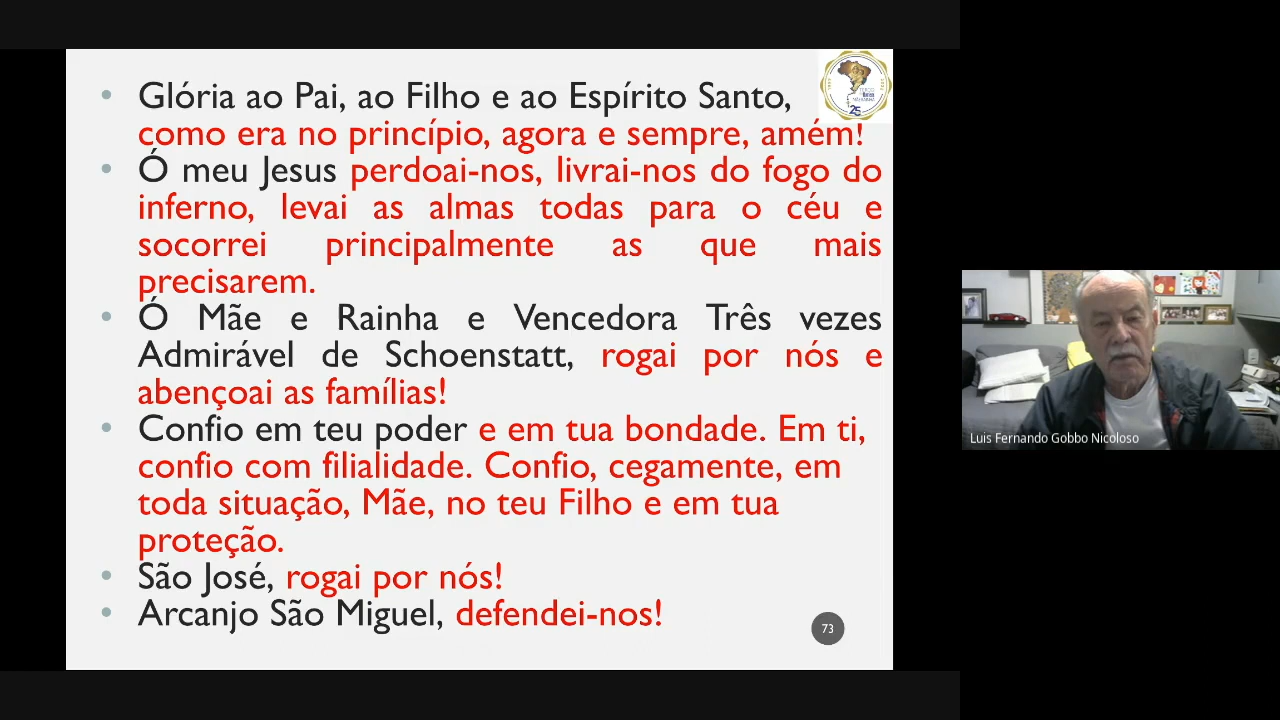 Glória ao Pai, ao Filho e ao Espírito Santo,
como era no princípio, agora e sempre, amém!
Ó meu Jesus perdoai-nos, livrai-nos do fogo do
inferno, levai as almas todas para o céu e
socorrei principalmente as que mais
precisarem.
Ó Mãe e Rainha e Vencedora Três vezes
Admirável de Schoenstatt, rogai por nós e
abençoai as famílias!
Confio em teu poder e em tua bondade. Em ti,
confio com filialidade. Confio, cegamente, em
toda situação, Mãe, no teu Filho e em tua
proteção.
São José, rogai por nós!
Arcanjo São Miguel, defendei-nos!
73
25
Luis Fernando Gobbo Nicoloso